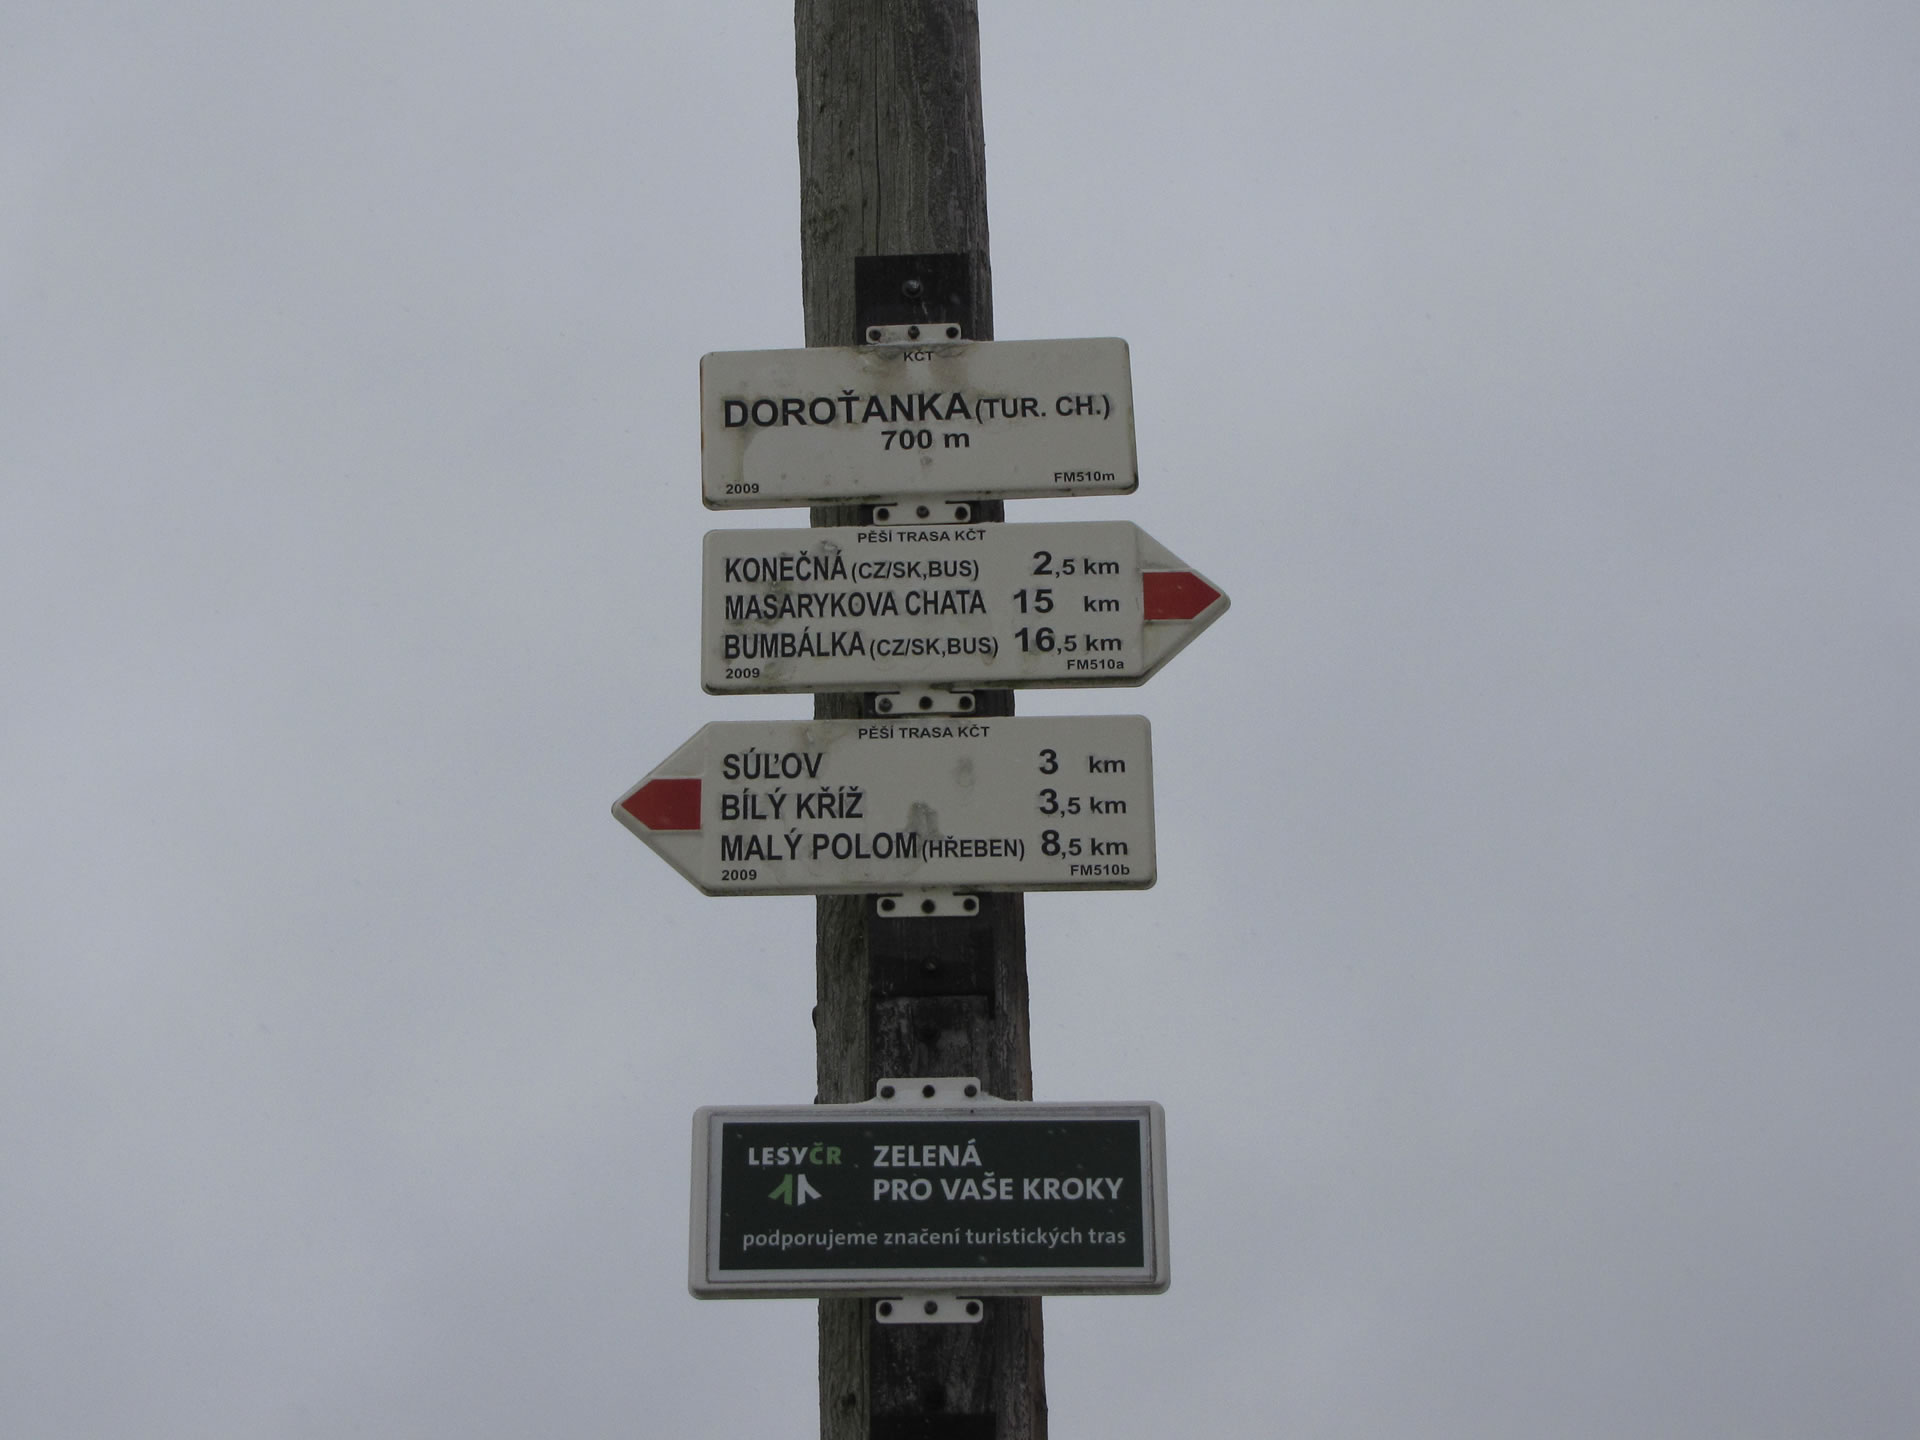 KČT
DOROŤANKA (TUR. CH.)
700 m
2009 FM510m
PĚŠÍ TRASA KČT
KONEČNÁ (CZ/SK,BUS) 2,5 km
MASARYKOVA CHATA 15 km
BUMBÁLKA (CZ/SK,BUS) 16,5 km
2009 FM510a
PĚŠÍ TRASA KČT
SÚĽOV 3 km
BÍLÝ KŘÍŽ 3,5 km
MALÝ POLOM (HŘEBEN) 8,5 km
2009 FM510b
LESYČR ZELENÁ
PRO VAŠE KROKY
podporujeme značení turistických tras